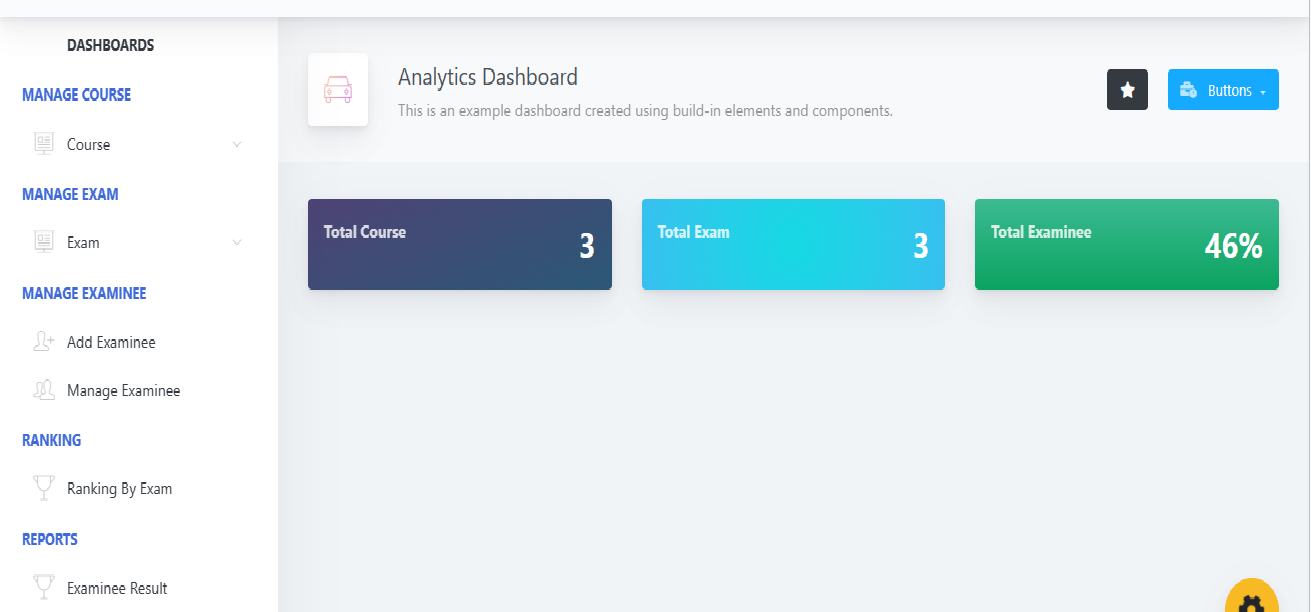 DASHBOARDS
MANAGE COURSE
Course
MANAGE EXAM
Exam
MANAGE EXAMINEE
Add Examinee
Manage Examinee
RANKING
Ranking By Exam
REPORTS
Examinee Result
Analytics Dashboard
This is an example dashboard created using build-in elements and components.
Buttons
Total Course
3
Total Exam
3
Total Examinee
46%